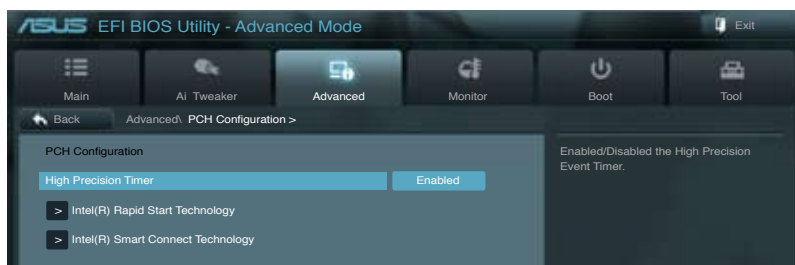 ASUS EFI BIOS Utility - Advanced Mode Exit
Main Ai Tweaker Advanced Monitor Boot Tool
Back Advanced\ PCH Configuration >
PCH Configuration
High Precision Timer Enabled
> Intel(R) Rapid Start Technology
> Intel(R) Smart Connect Technology
Enabled/Disabled the High Precision
Event Timer.